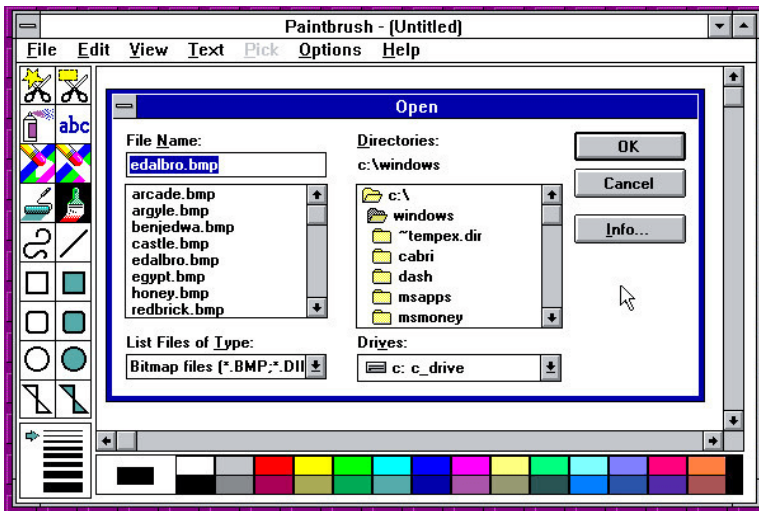 Paintbrush - (Untitled)
File Edit View Text Pick Options Help
abc
Open
File Name:
edalbro.bmp
arcade.bmp
argyle.bmp
benjedwa.bmp
castle.bmp
edalbro.bmp
egypt.bmp
honey.bmp
redbrick.bmp
List Files of Type:
Bitmap files (*.BMP;*.DII
Directories:
c:\windows
c:\
windows
~tempex.dir
cabri
dash
msapps
msmoney
Drives:
c: c_drive
OK
Cancel
Info...